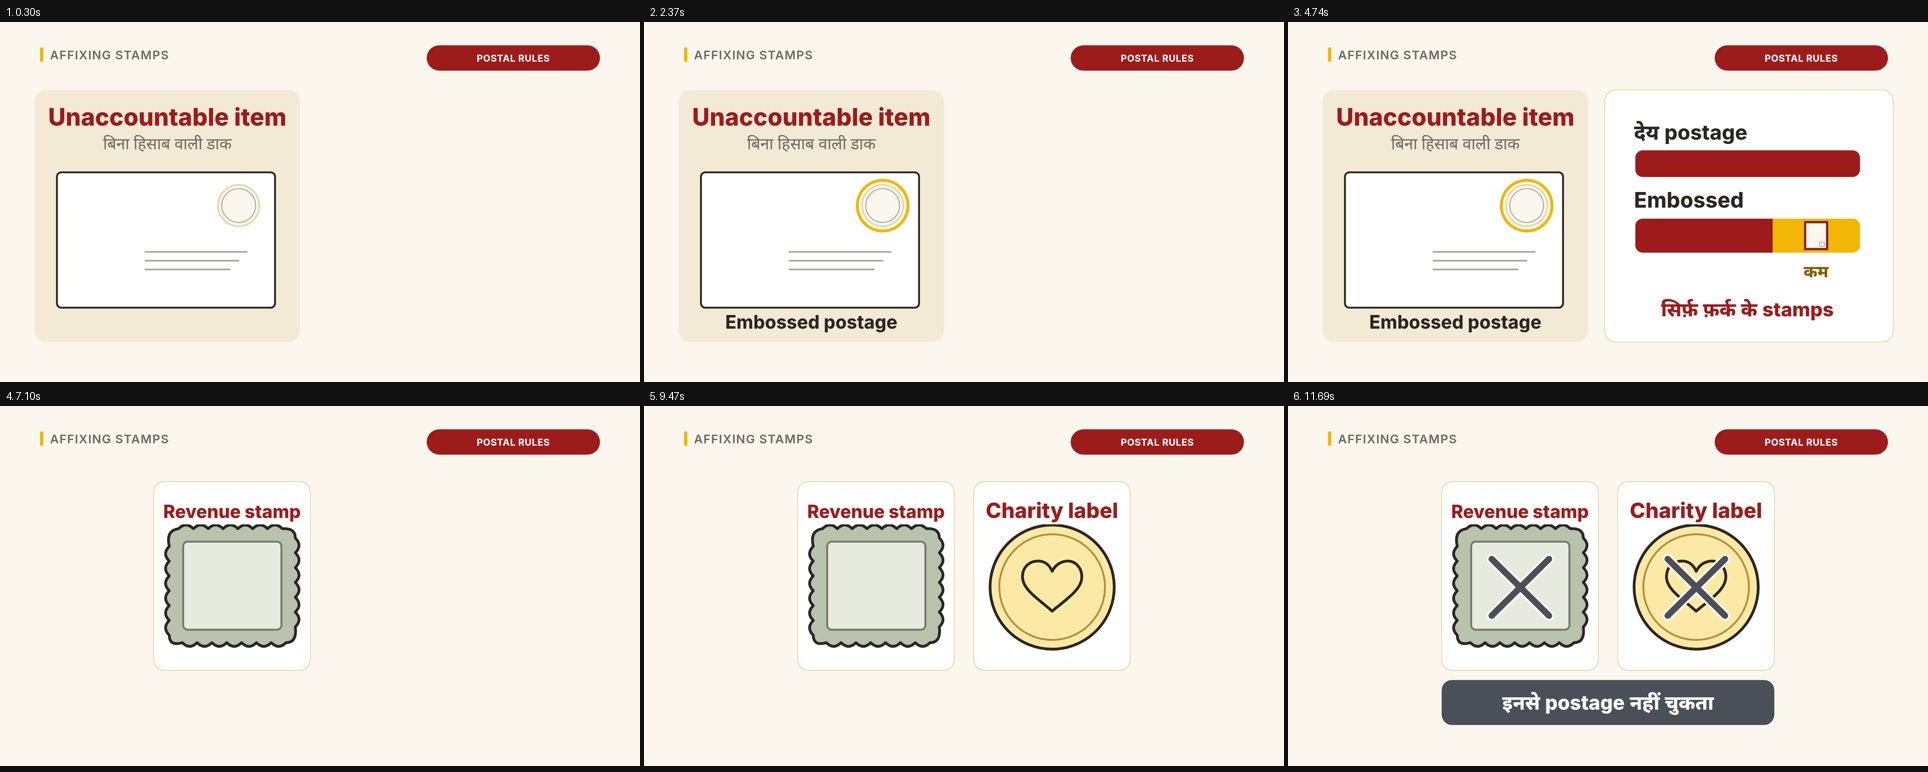 1. 0.30s
AFFIXING STAMPS
POSTAL RULES
Unaccountable item
बिना हिसाब वाली डाक
2. 2.37s
AFFIXING STAMPS
POSTAL RULES
Unaccountable item
बिना हिसाब वाली डाक
Embossed postage
3. 4.74s
AFFIXING STAMPS
POSTAL RULES
Unaccountable item
बिना हिसाब वाली डाक
Embossed postage
देय postage
Embossed
कम
सिर्फ़ फ़र्क के stamps
4. 7.10s
AFFIXING STAMPS
POSTAL RULES
Revenue stamp
5. 9.47s
AFFIXING STAMPS
POSTAL RULES
Revenue stamp
Charity label
6. 11.69s
AFFIXING STAMPS
POSTAL RULES
Revenue stamp
Charity label
इनसे postage नहीं चुकता